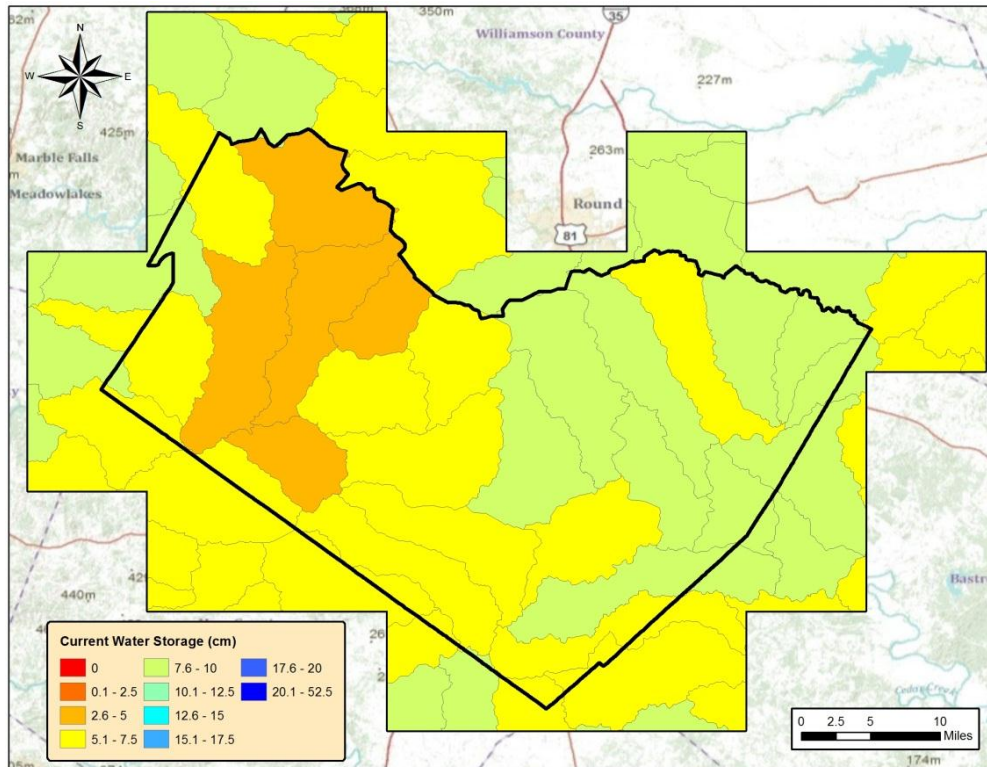 350m
35
Williamson County
N
W
E
S
227m
425m
Marble Falls
Meadowlakes
263m
Round
81
440m
Current Water Storage (cm)
0
7.6 - 10
17.6 - 20
0.1 - 2.5
10.1 - 12.5
20.1 - 52.5
2.6 - 5
12.6 - 15
5.1 - 7.5
15.1 - 17.5
Cedar Creek
0 2.5 5 10
Miles
174m